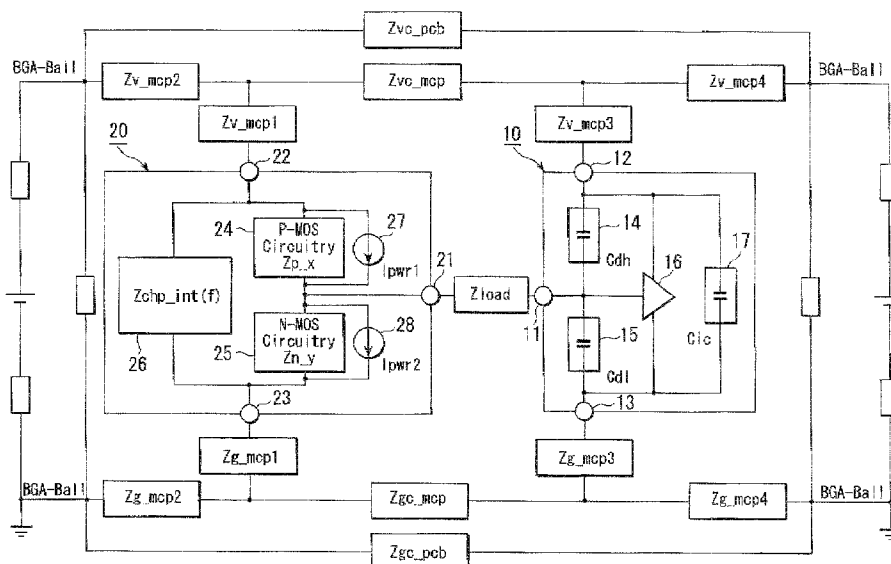 Zvc_pcb
BGA-Ball
Zv_mcp2
Zvc_mcp
Zv_mcp4
BGA-Ball
Zv_mcp1
Zv_mcp3
20
22
10
12
24
P-MOS
Circuitry
Zp_x
27
Ipwr1
14
Cdh
16
17
21
Zchp_int(f)
Zload
26
25
N-MOS
Circuitry
Zn_y
28
Ipwr2
11
15
Cdl
Clc
23
13
Zg_mcp1
Zg_mcp3
BGA-Ball
Zg_mcp2
Zgc_mcp
Zg_mcp4
BGA-Ball
Zgc_pcb